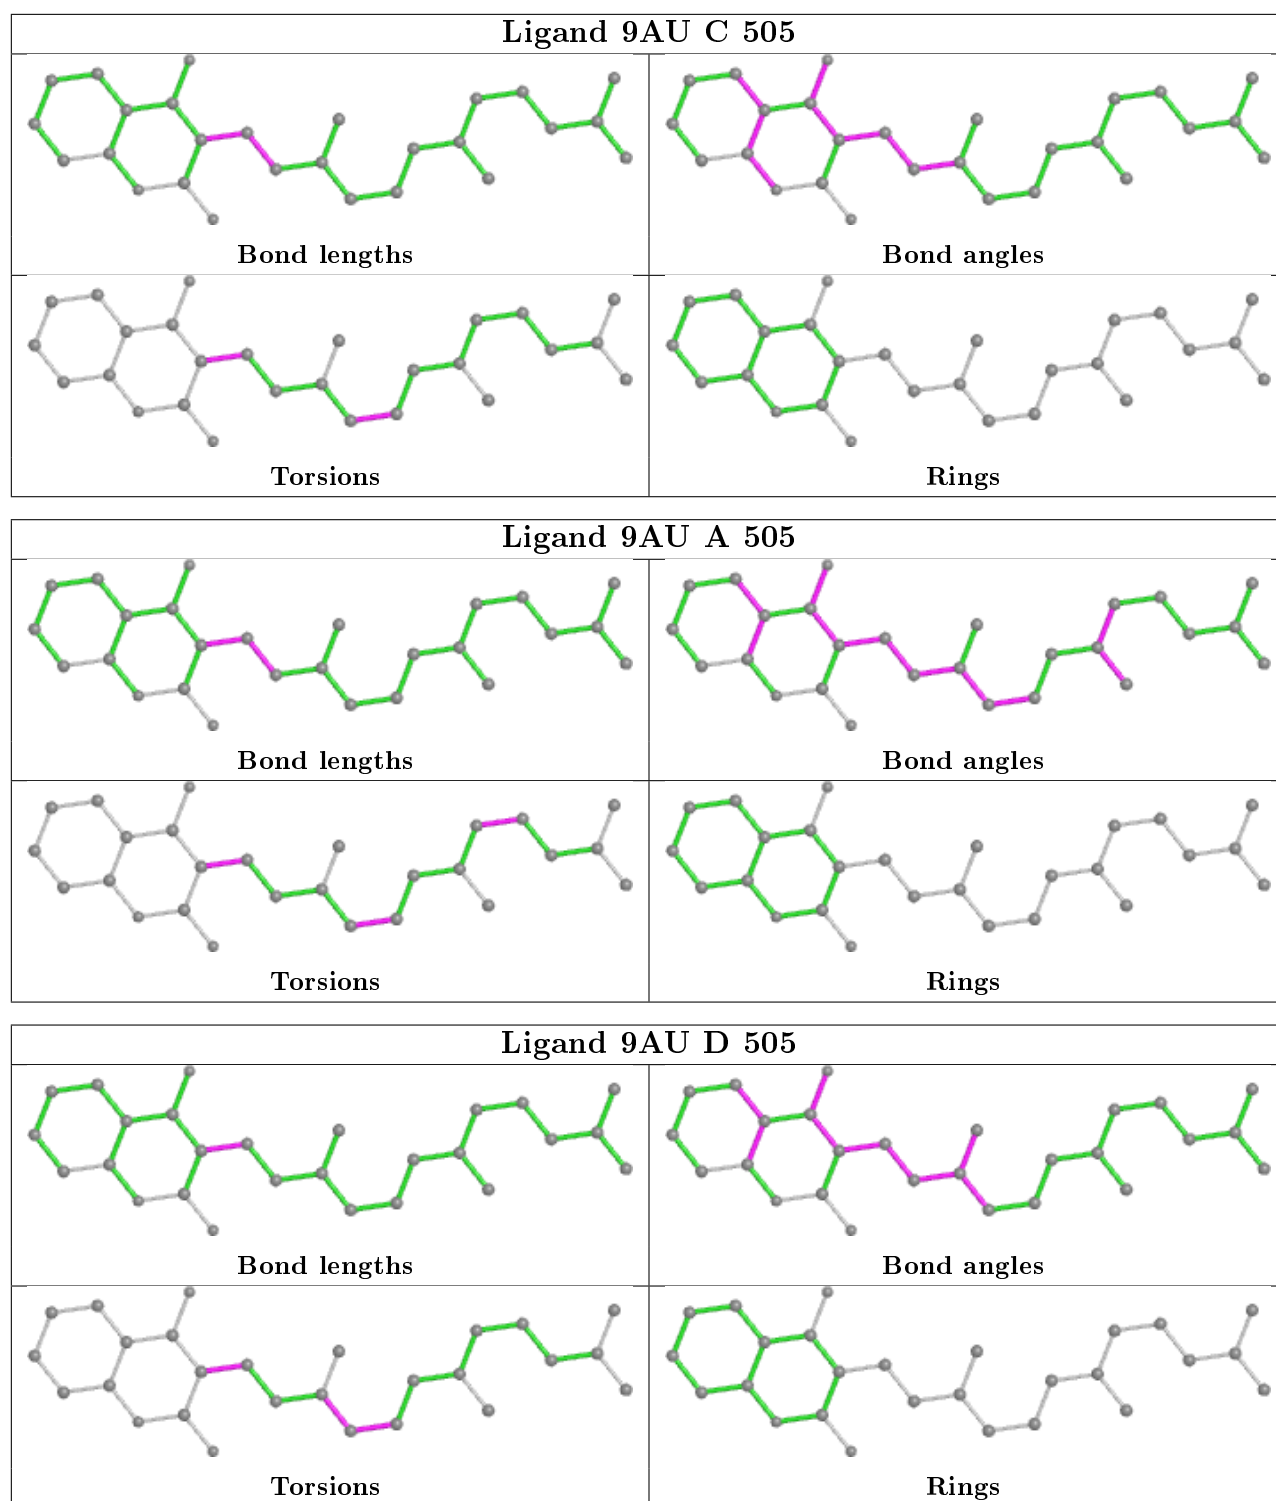 Ligand 9AU C 505
Bond lengths
Bond angles
Torsions
Rings
Ligand 9AU A 505
Bond lengths
Bond angles
Torsions
Rings
Ligand 9AU D 505
Bond lengths
Bond angles
Torsions
Rings